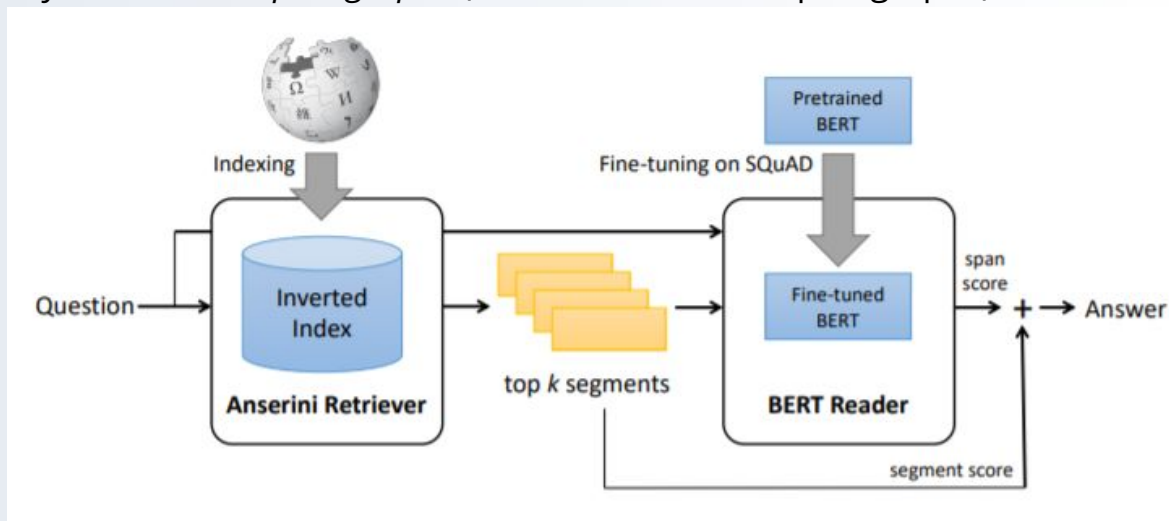 Indexing
Pretrained
BERT
Fine-tuning on SQuAD
Question
Inverted
Index
Anserini Retriever
top k segments
Fine-tuned
BERT
BERT Reader
span
score
+
Answer
segment score